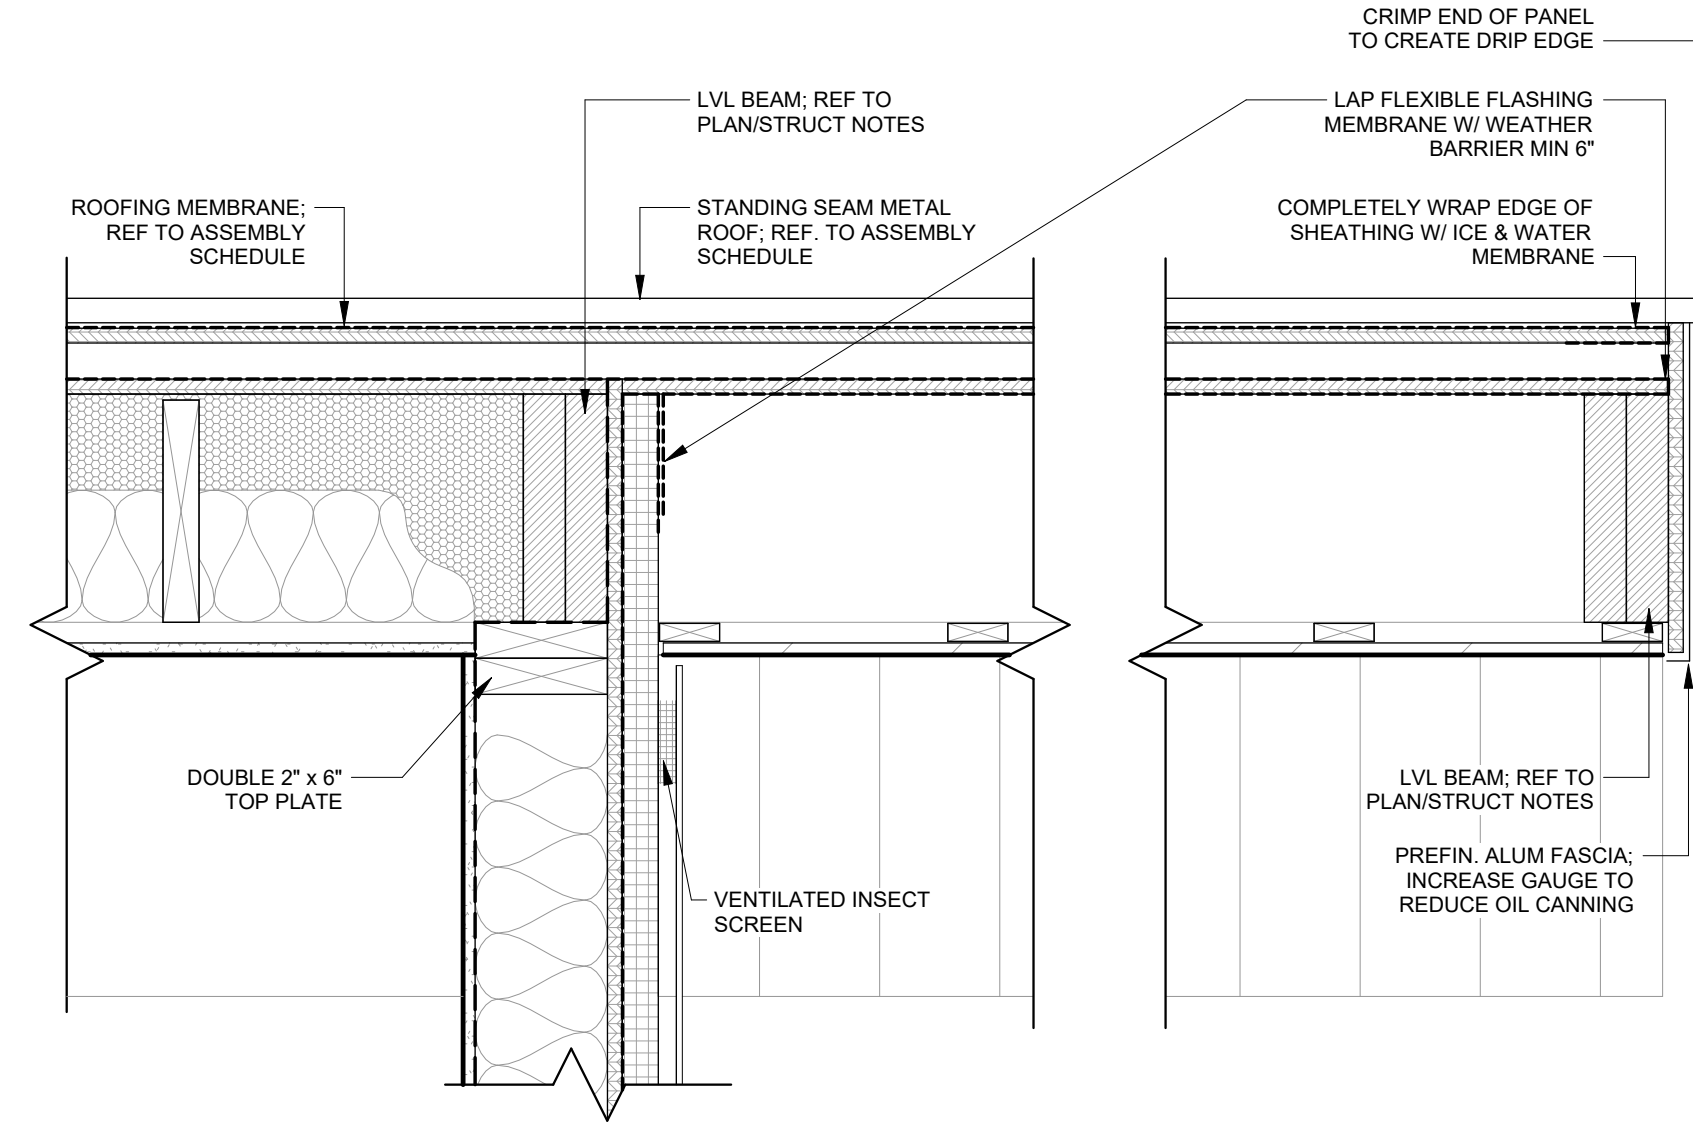 CRIMP END OF PANEL
TO CREATE DRIP EDGE
LVL BEAM; REF TO
PLAN/STRUCT NOTES
LAP FLEXIBLE FLASHING
MEMBRANE W/ WEATHER
BARRIER MIN 6"
ROOFING MEMBRANE;
REF TO ASSEMBLY
SCHEDULE
STANDING SEAM METAL
ROOF; REF. TO ASSEMBLY
SCHEDULE
COMPLETELY WRAP EDGE OF
SHEATHING W/ ICE & WATER
MEMBRANE
DOUBLE 2" x 6"
TOP PLATE
VENTILATED INSECT
SCREEN
LVL BEAM; REF TO
PLAN/STRUCT NOTES
PREFIN. ALUM FASCIA;
INCREASE GAUGE TO
REDUCE OIL CANNING